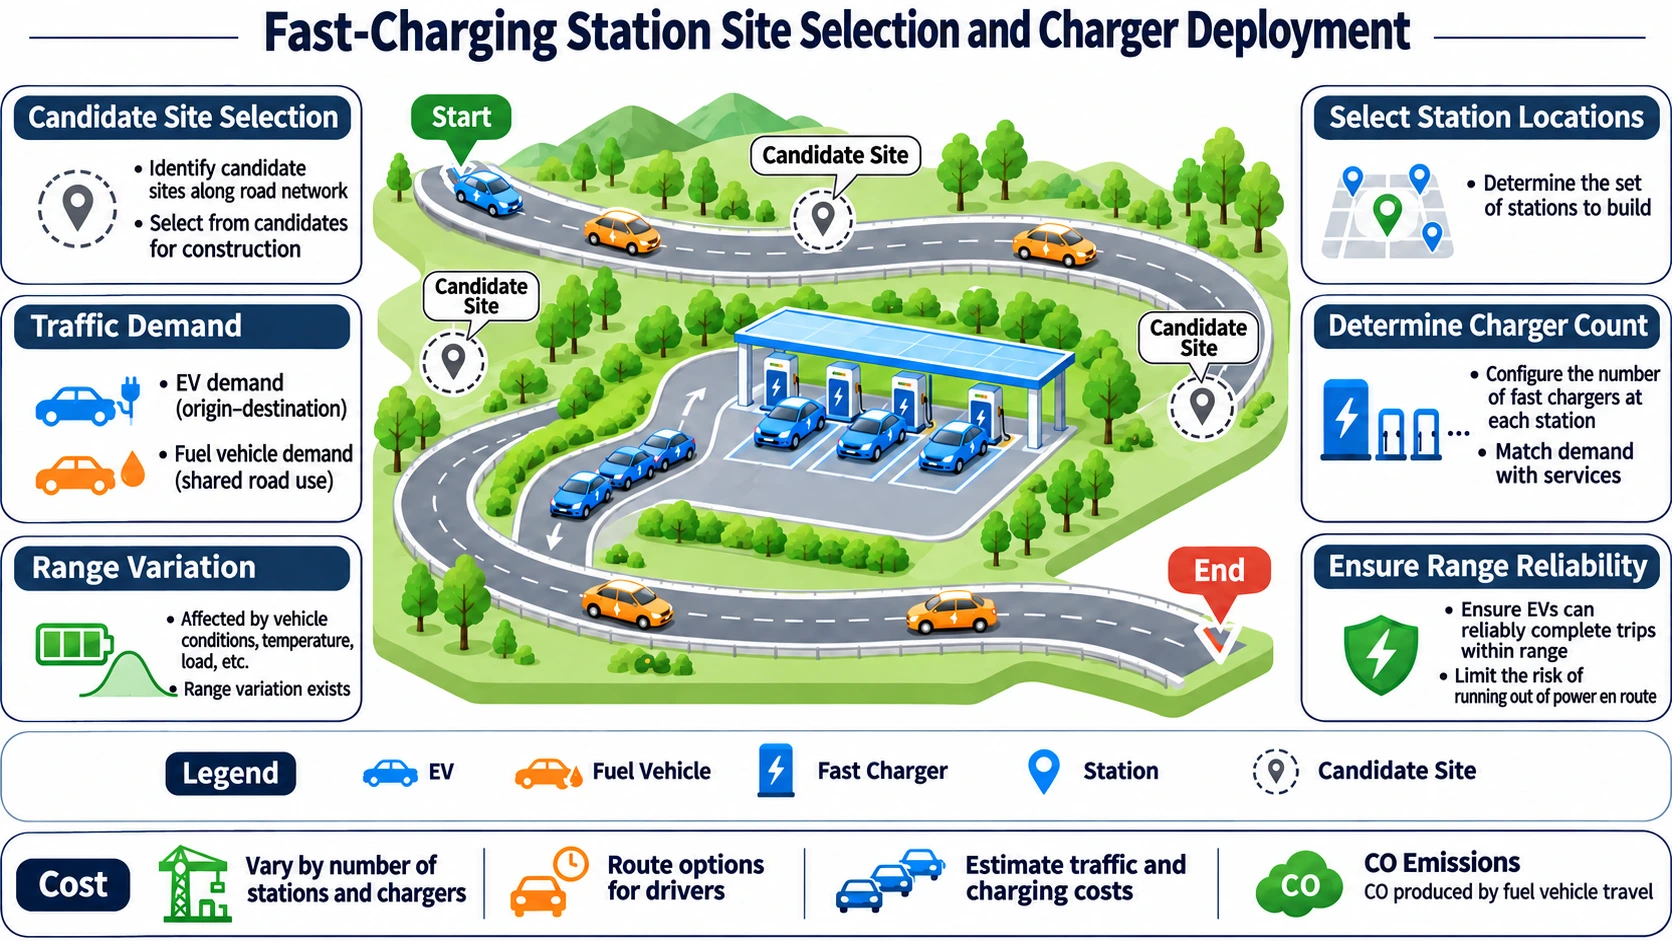 Fast-Charging Station Site Selection and Charger Deployment
Candidate Site Selection
• Identify candidate
sites along road network
• Select from candidates
for construction
Traffic Demand
• EV demand
(origin–destination)
• Fuel vehicle demand
(shared road use)
Range Variation
• Affected by vehicle
conditions, temperature,
load, etc.
• Range variation exists
Start
Candidate Site
Candidate
Site
Candidate
Site
End
Select Station Locations
• Determine the set
of stations to build
Determine Charger Count
• Configure the number
of fast chargers at
each station
...
• Match demand
with services
Ensure Range Reliability
• Ensure EVs can
reliably complete trips
within range
• Limit the risk of
running out of power en route
Legend
EV
Fuel Vehicle
Fast Charger
Station
Candidate Site
Cost
Vary by number of
stations and chargers
Route options
for drivers
Estimate traffic and
charging costs
CO
CO Emissions
CO produced by fuel vehicle travel